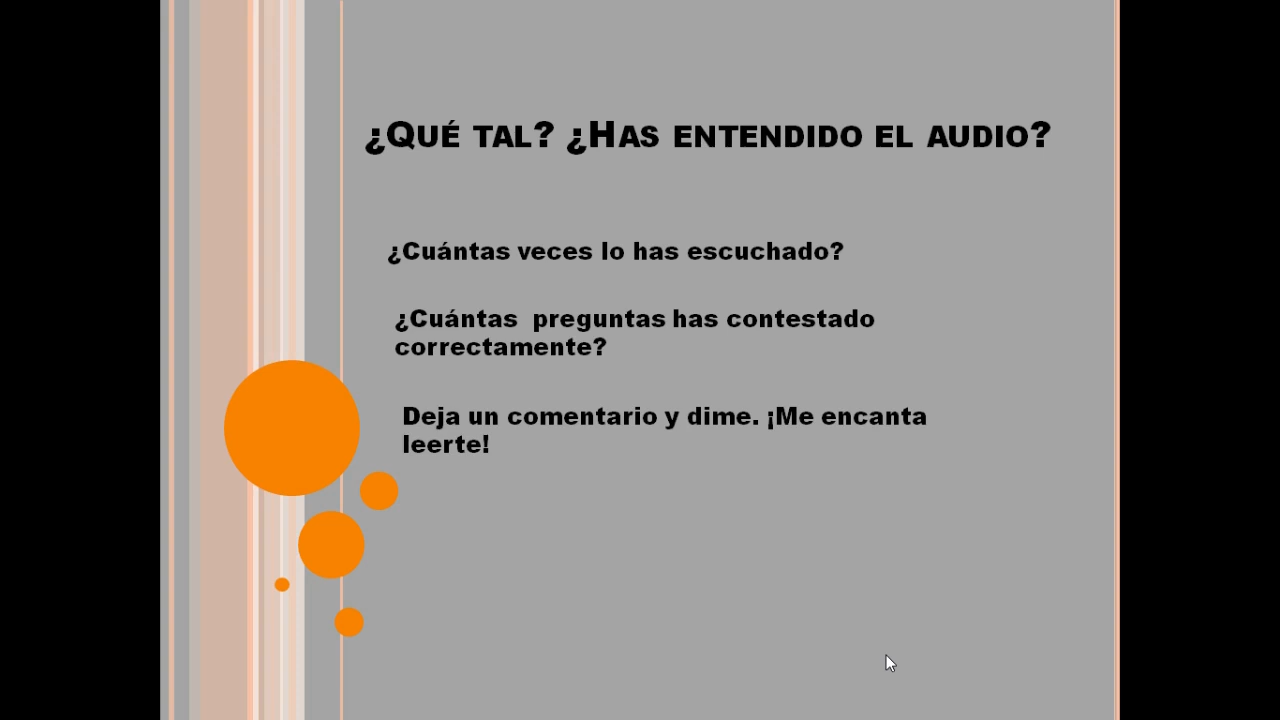 ¿Qué tal? ¿Has entendido el audio?
¿Cuántas veces lo has escuchado?
¿Cuántas preguntas has contestado
correctamente?
Deja un comentario y dime. ¡Me encanta
leerte!